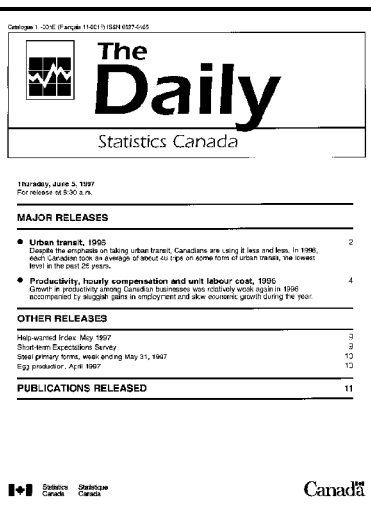 Catalogue 11-001E (Français 11-001F) ISSN 0827-0465
The
Daily
Statistics Canada
Thursday, June 5, 1997
For release at 8:30 a.m.
MAJOR RELEASES
● Urban transit, 1996 2
Despite the emphasis on taking urban transit, Canadians are using it less and less. In 1996,
each Canadian took an average of about 48 trips on some form of urban transit, the lowest
level in the past 25 years.
● Productivity, hourly compensation and unit labour cost, 1996 4
Growth in productivity among Canadian businesses was relatively weak again in 1996
accompanied by sluggish gains in employment and slow economic growth during the year.
OTHER RELEASES
Help-wanted Index, May 1997 9
Short-term Expectations Survey 9
Steel primary forms, week ending May 31, 1997 10
Egg production, April 1997 10
PUBLICATIONS RELEASED 11
Statistics Statistique
Canada Canada
Canada